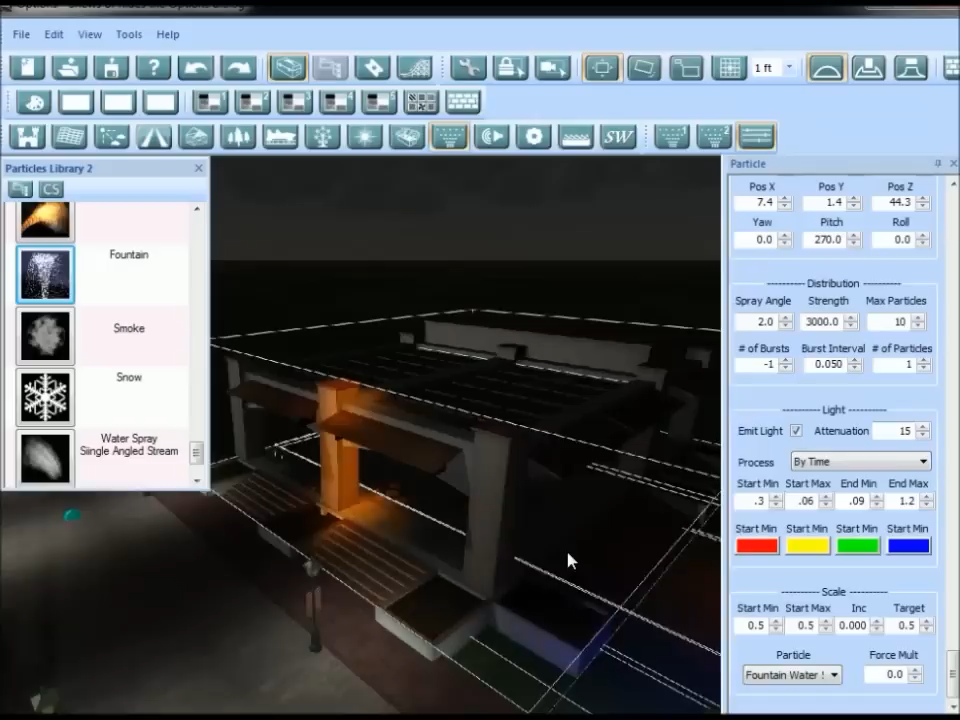 File Edit View Tools Help
1 ft
SW
Particles Library 2
CS
Fountain
Smoke
Snow
Water Spray
Siingle Angled Stream
Particle
Pos X Pos Y Pos Z
7.4 1.4 44.3
Yaw Pitch Roll
0.0 270.0 0.0
---------- Distribution ----------
Spray Angle Strength Max Particles
2.0 3000.0 10
# of Bursts Burst Interval # of Particles
-1 0.050 1
---------- Light ----------
Emit Light Attenuation 15
Process By Time
Start Min Start Max End Min End Max
.3 .06 .09 1.2
Start Min Start Max Start Min Start Min
---------- Scale ----------
Start Min Start Max Inc Target
0.5 0.5 0.000 0.5
Particle Force Mult
Fountain Water 0.0